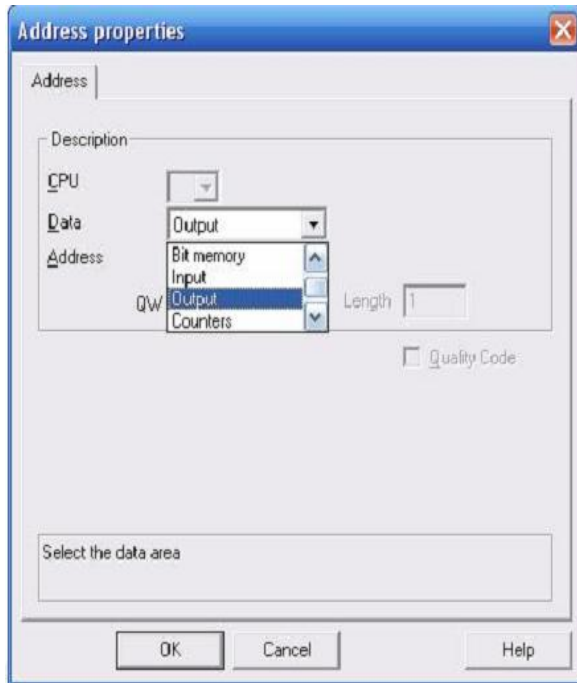 Address properties
Address
Description
CPU
Data Output
Address Bit memory
Input
QW Output Length 1
Counters
Quality Code
Select the data area
OK Cancel Help